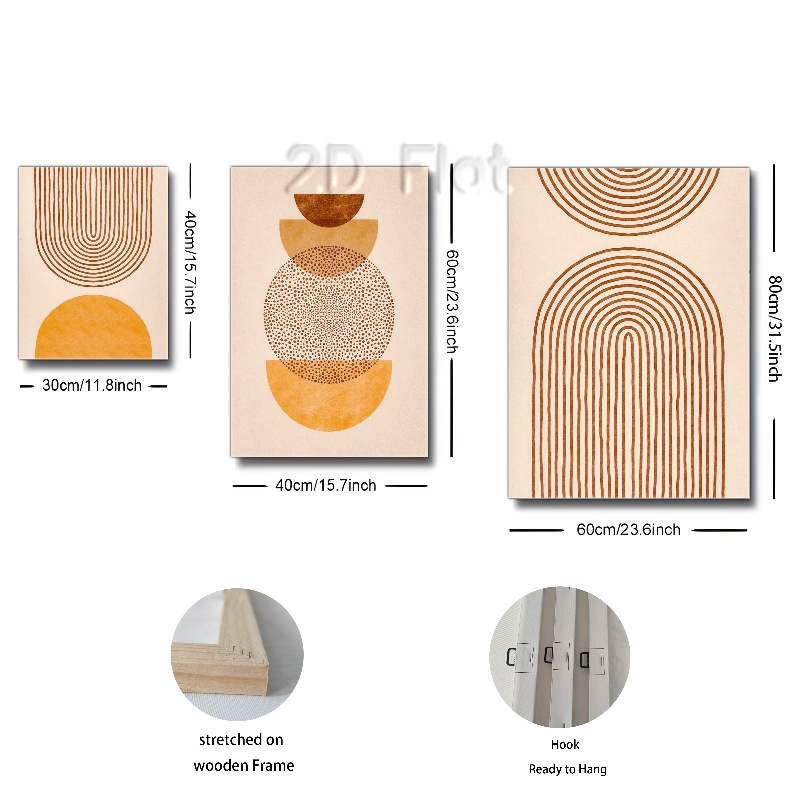 2D Flat
40cm/15.7inch
30cm/11.8inch
60cm/23.6inch
40cm/15.7inch
80cm/31.5inch
60cm/23.6inch
stretched on
wooden Frame
Hook
Ready to Hang